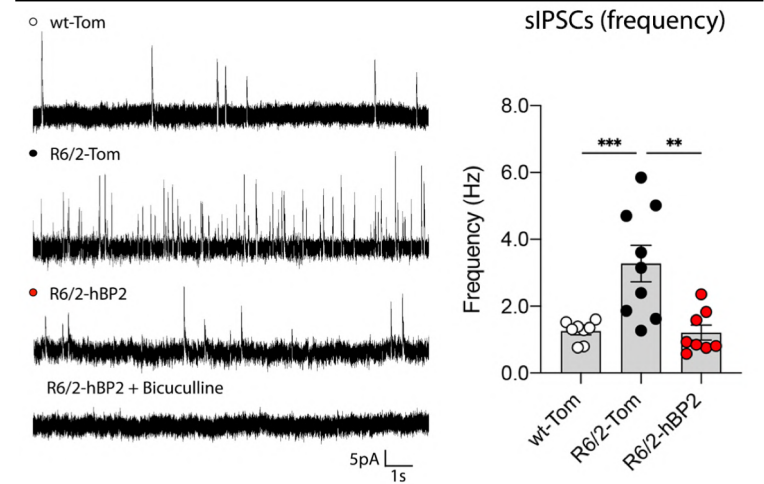 sIPSCs (frequency)
wt-Tom
R6/2-Tom
R6/2-hBP2
R6/2-hBP2 + Bicuculline
5pA
1s
Frequency (Hz)
8.0
6.0
4.0
2.0
0.0
***
**
wt-Tom
R6/2-Tom
R6/2-hBP2